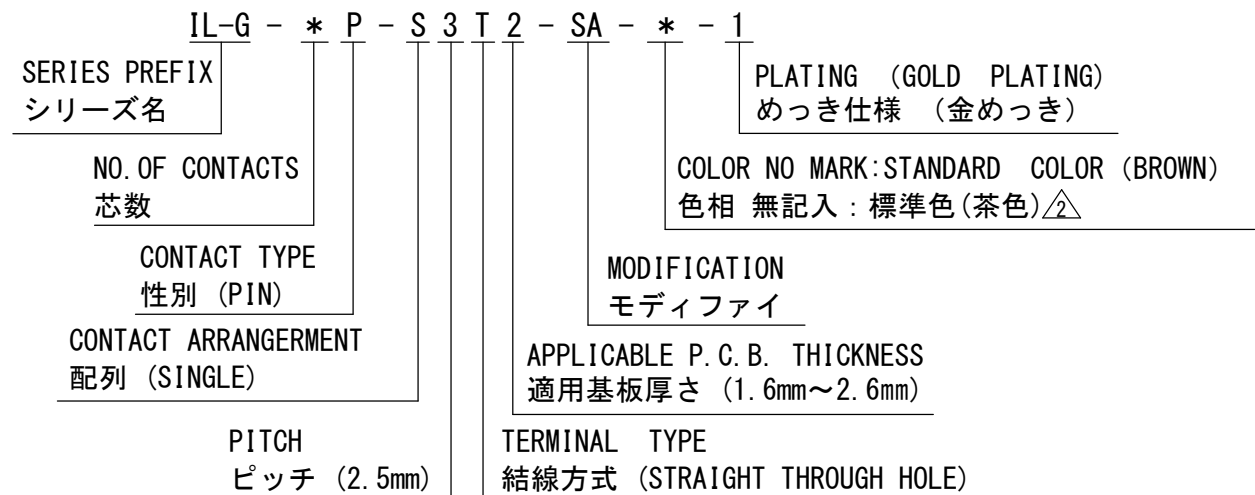 IL-G - * P - S 3 T 2 - SA - * - 1
SERIES PREFIX
シリーズ名
PLATING (GOLD PLATING)
めっき仕様 (金めっき)
NO.OF CONTACTS
芯数
COLOR NO MARK:STANDARD COLOR (BROWN)
色相 無記入：標準色(茶色) 2
CONTACT TYPE
性別 (PIN)
MODIFICATION
モディファイ
CONTACT ARRANGERMENT
配列 (SINGLE)
APPLICABLE P.C.B. THICKNESS
適用基板厚さ (1.6mm～2.6mm)
PITCH
ピッチ (2.5mm)
TERMINAL TYPE
結線方式 (STRAIGHT THROUGH HOLE)